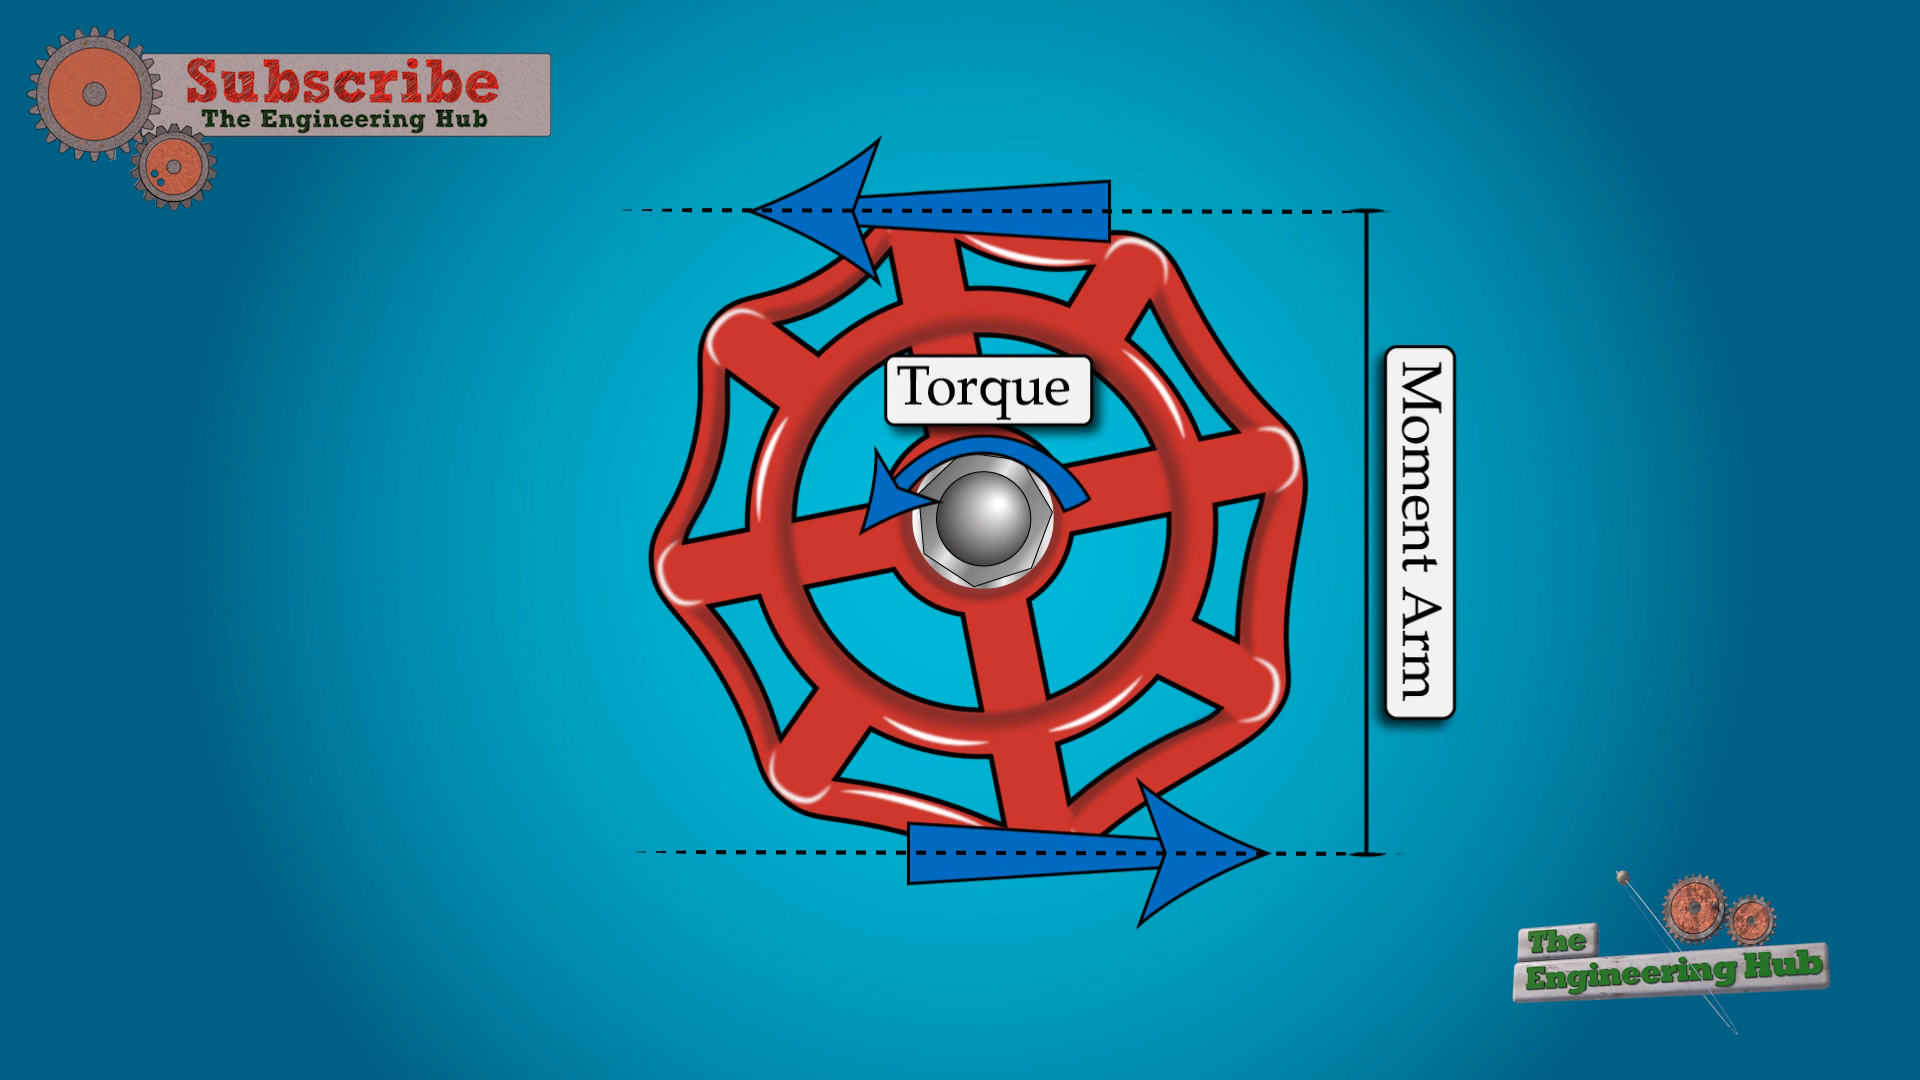 Subscribe
The Engineering Hub
Torque
Moment Arm
The
Engineering Hub